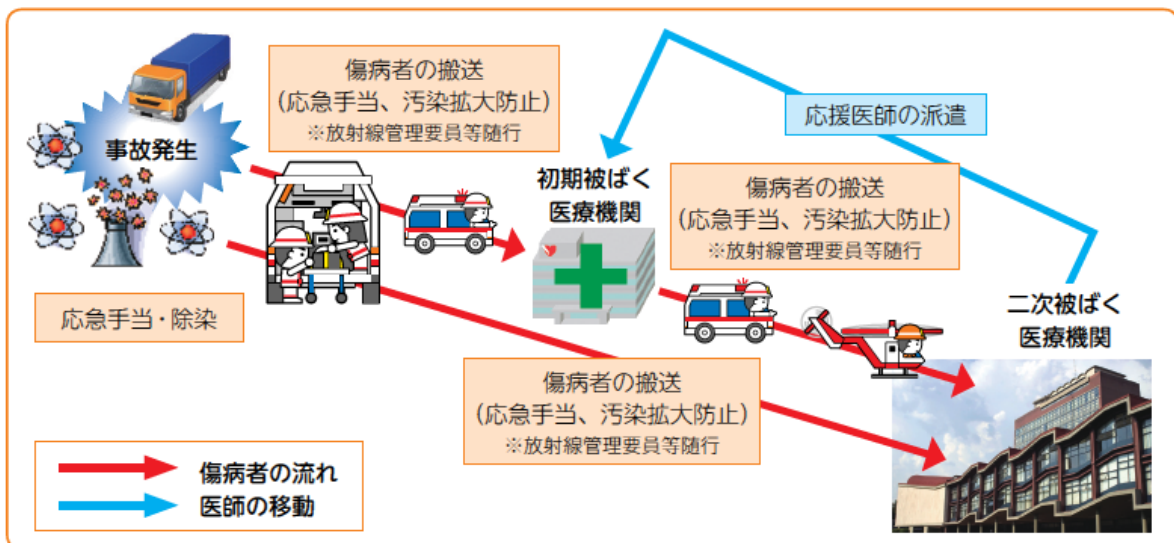 傷病者の搬送
(応急手当、汚染拡大防止)
※放射線管理要員等随行
事故発生
応援医師の派遣
初期被ばく
医療機関
傷病者の搬送
(応急手当、汚染拡大防止)
※放射線管理要員等随行
応急手当・除染
二次被ばく
医療機関
傷病者の搬送
(応急手当、汚染拡大防止)
※放射線管理要員等随行
傷病者の流れ
医師の移動